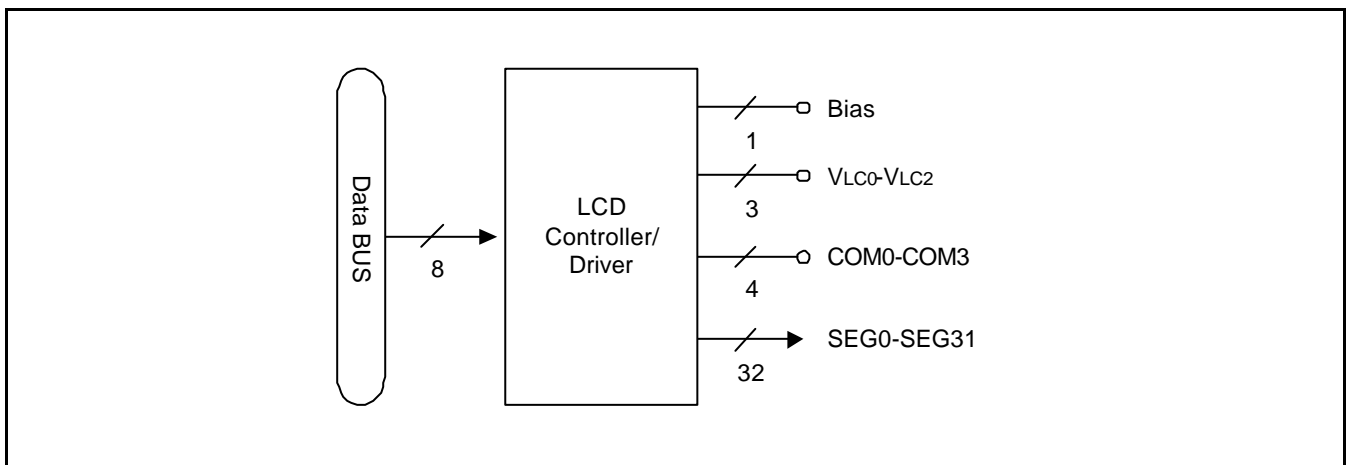 Data BUS
8
LCD
Controller/
Driver
Bias
1
VLC0-VLC2
3
COM0-COM3
4
SEG0-SEG31
32